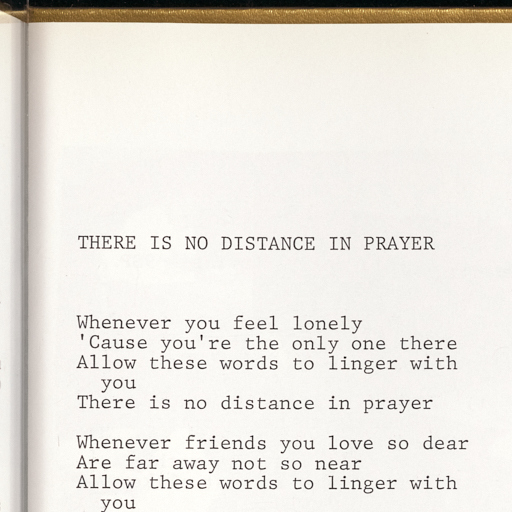 THERE IS NO DISTANCE IN PRAYER
Whenever you feel lonely
'Cause you're the only one there
Allow these words to linger with
you
There is no distance in prayer
Whenever friends you love so dear
Are far away not so near
Allow these words to linger with
you